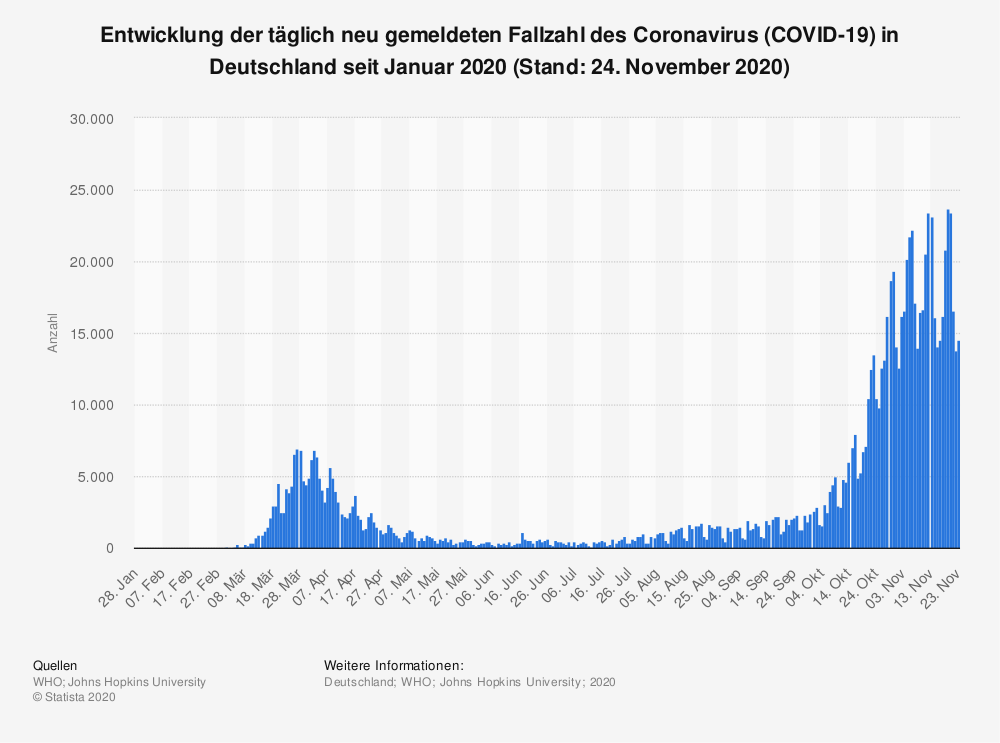 Entwicklung der täglich neu gemeldeten Fallzahl des Coronavirus (COVID-19) in
Deutschland seit Januar 2020 (Stand: 24. November 2020)
30.000
25.000
20.000
15.000
10.000
5.000
0
Anzahl
28. Jan
07. Feb
17. Feb
27. Feb
08. Mär
18. Mär
28. Mär
07. Apr
17. Apr
27. Apr
07. Mai
17. Mai
27. Mai
06. Jun
16. Jun
26. Jun
06. Jul
16. Jul
26. Jul
05. Aug
15. Aug
25. Aug
04. Sep
14. Sep
24. Sep
04. Okt
14. Okt
24. Okt
03. Nov
13. Nov
23. Nov
Quellen
WHO; Johns Hopkins University
© Statista 2020
Weitere Informationen:
Deutschland; WHO; Johns Hopkins University; 2020